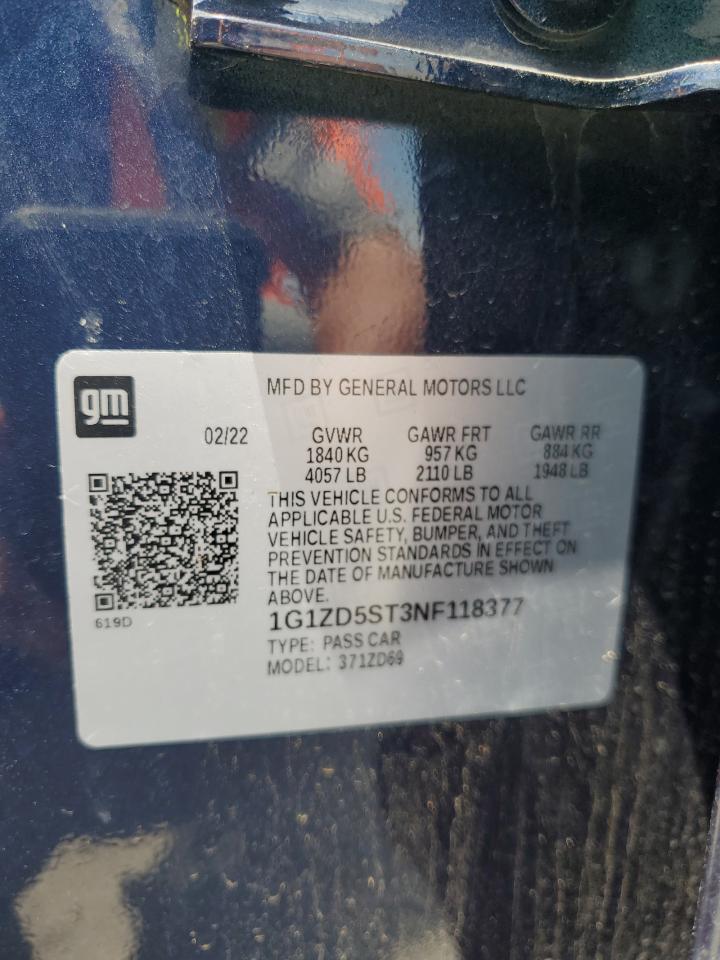 gm
MFD BY GENERAL MOTORS LLC
02/22
GVWR GAWR FRT GAWR RR
1840 KG 957 KG 884 KG
4057 LB 2110 LB 1948 LB
THIS VEHICLE CONFORMS TO ALL
APPLICABLE U.S. FEDERAL MOTOR
VEHICLE SAFETY, BUMPER, AND THEFT
PREVENTION STANDARDS IN EFFECT ON
THE DATE OF MANUFACTURE SHOWN
ABOVE.
619D
1G1ZD5ST3NF118377
TYPE: PASS CAR
MODEL: 371ZD69